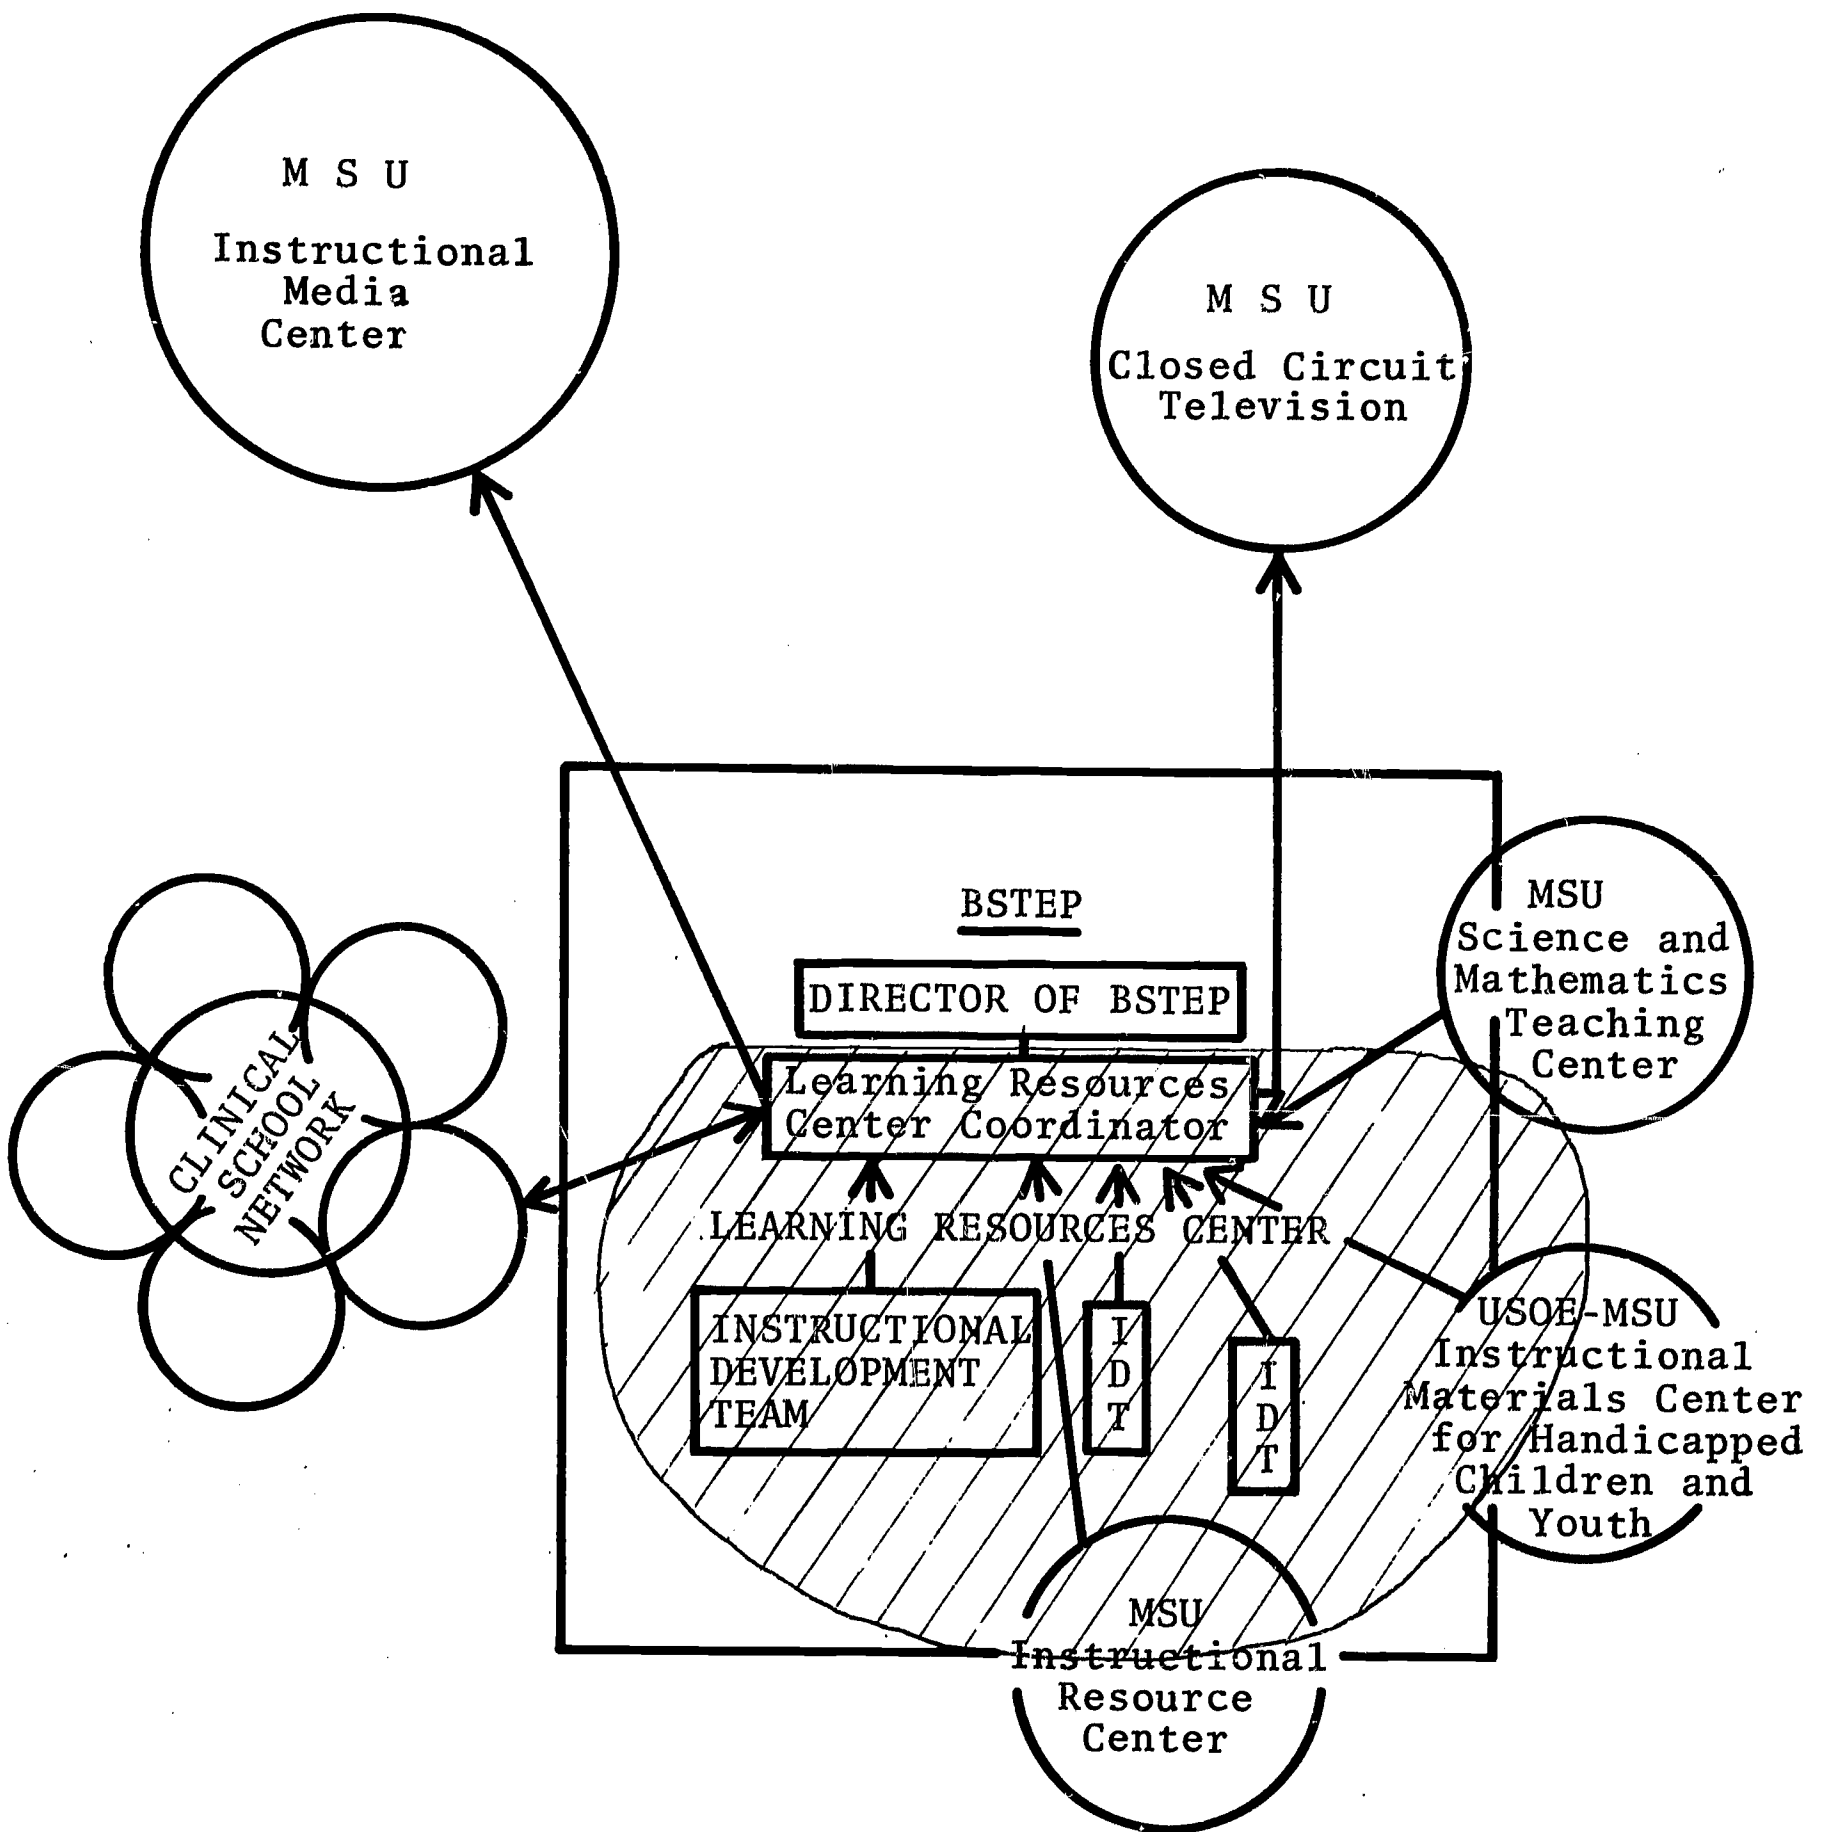 M S U
Instructional
Media
Center
M S U
Closed Circuit
Television
BSTEP
DIRECTOR OF BSTEP
Learning Resources
Center Coordinator
MSU
Science and
Mathematics
Teaching
Center
CLINICAL
SCHOOL
NETWORK
LEARNING RESOURCES CENTER
INSTRUCTIONAL
DEVELOPMENT
TEAM
I
D
T
I
D
T
USOE-MSU
Instructional
Materials Center
for Handicapped
Children and
Youth
MSU
Instructional
Resource
Center